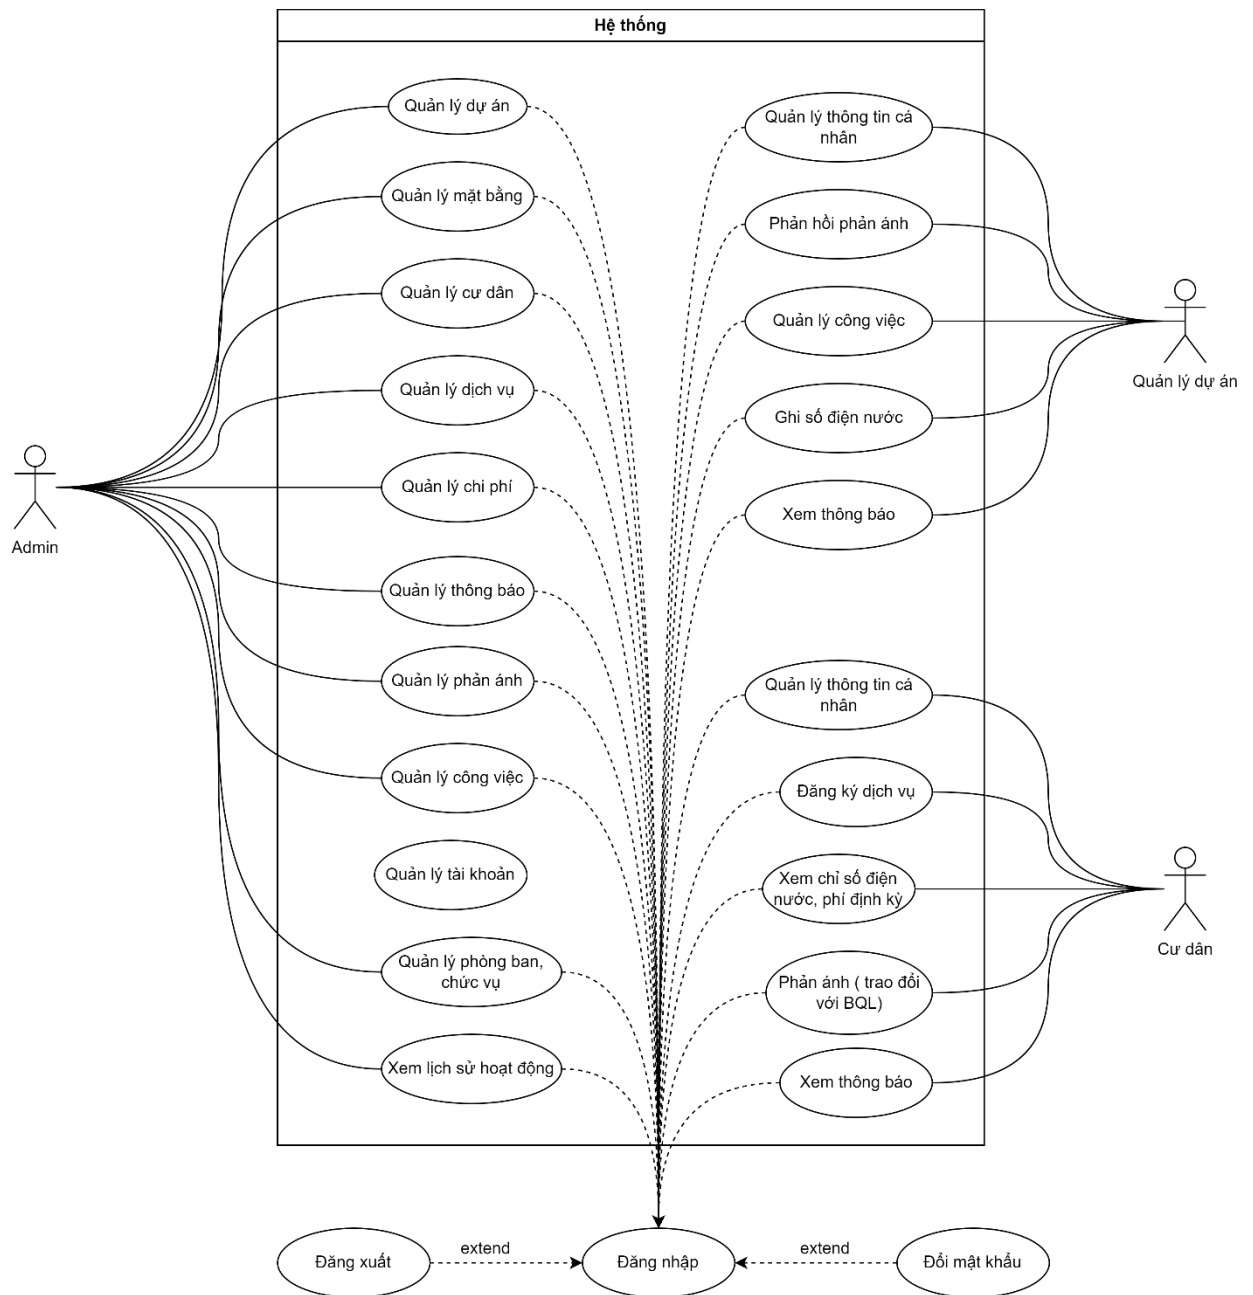 Hệ thống
Quản lý dự án
Quản lý mặt bằng
Quản lý cư dân
Quản lý dịch vụ
Quản lý chi phí
Quản lý thông báo
Quản lý phản ánh
Quản lý công việc
Quản lý tài khoản
Quản lý phòng ban,
chức vụ
Xem lịch sử hoạt động
Admin
Quản lý thông tin cá
nhân
Phản hồi phản ánh
Quản lý công việc
Ghi số điện nước
Xem thông báo
Quản lý dự án
Quản lý thông tin cá
nhân
Đăng ký dịch vụ
Xem chỉ số điện
nước, phí định kỳ
Phản ánh ( trao đổi
với BQL)
Xem thông báo
Cư dân
Đăng xuất
extend
Đăng nhập
extend
Đổi mật khẩu